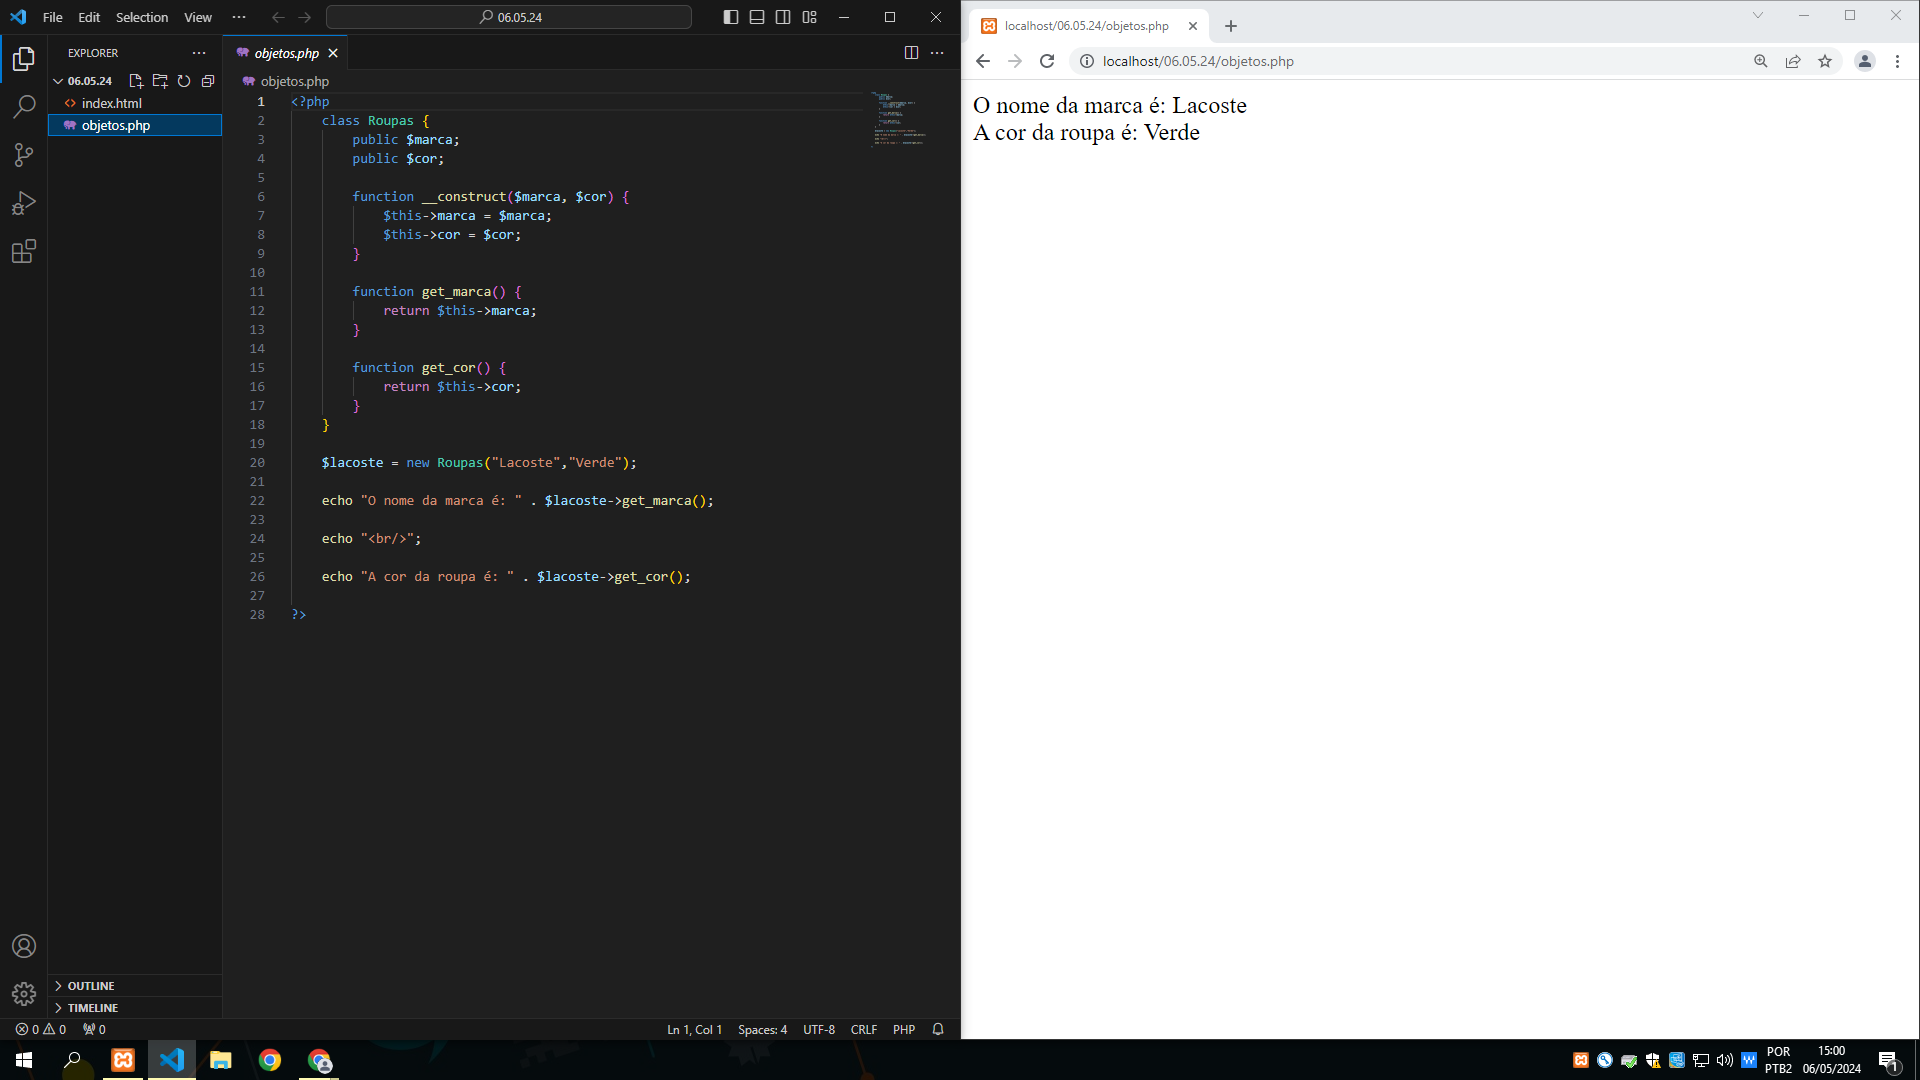 File Edit Selection View ··· 06.05.24
EXPLORER ···
06.05.24
index.html
objetos.php
OUTLINE
TIMELINE
objetos.php
objetos.php
1 <?php
2 class Roupas {
3 public $marca;
4 public $cor;
5
6 function __construct($marca, $cor) {
7 $this->marca = $marca;
8 $this->cor = $cor;
9 }
10
11 function get_marca() {
12 return $this->marca;
13 }
14
15 function get_cor() {
16 return $this->cor;
17 }
18 }
19
20 $lacoste = new Roupas("Lacoste","Verde");
21
22 echo "O nome da marca é: " . $lacoste->get_marca();
23
24 echo "<br/>";
25
26 echo "A cor da roupa é: " . $lacoste->get_cor();
27
28 ?>
0 0 0 Ln 1, Col 1 Spaces: 4 UTF-8 CRLF PHP
localhost/06.05.24/objetos.php
localhost/06.05.24/objetos.php
O nome da marca é: Lacoste
A cor da roupa é: Verde
POR
PTB2
15:00
06/05/2024
1